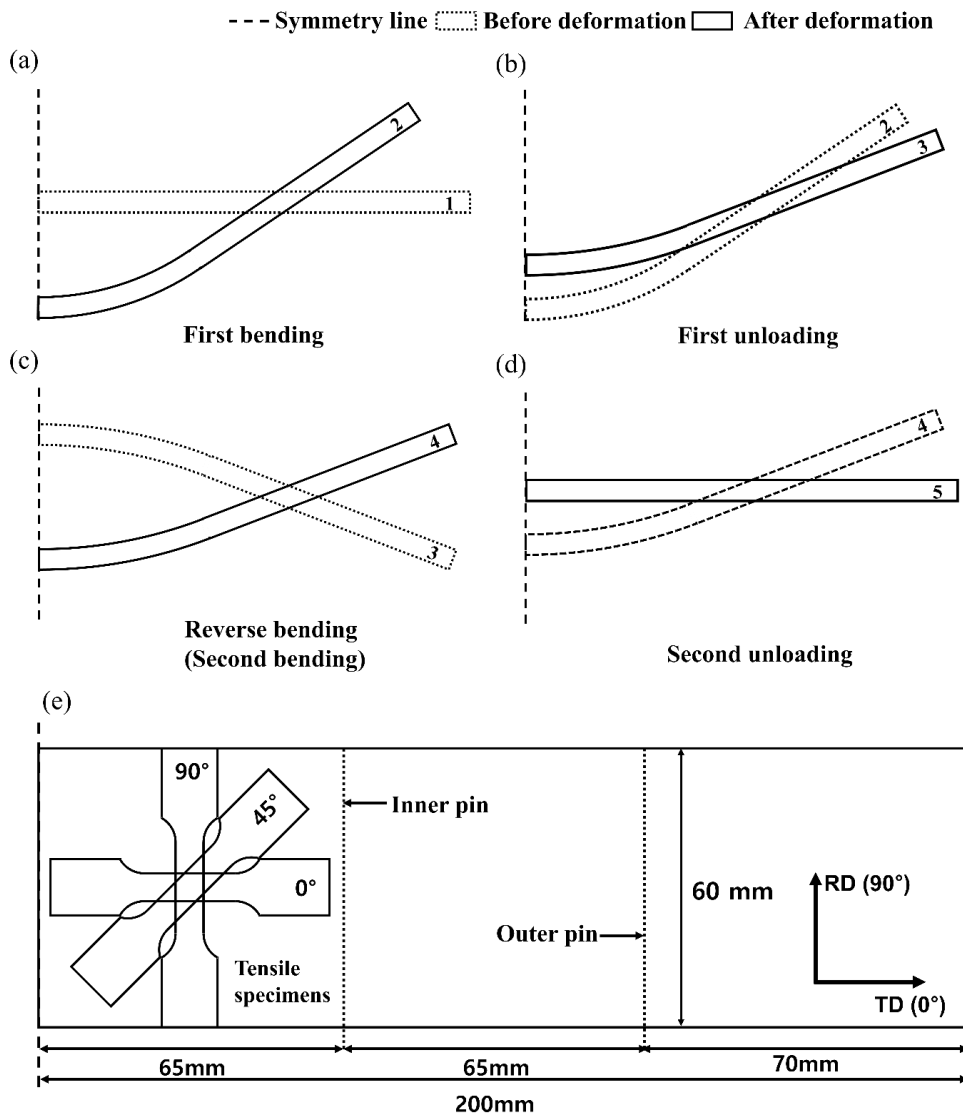 Symmetry line Before deformation After deformation
(a)
2
1
First bending
(b)
2
3
First unloading
(c)
4
3
Reverse bending
(Second bending)
(d)
4
5
Second unloading
(e)
90°
45°
0°
Tensile
specimens
Inner pin
Outer pin
60 mm
RD (90°)
TD (0°)
65mm
65mm
70mm
200mm